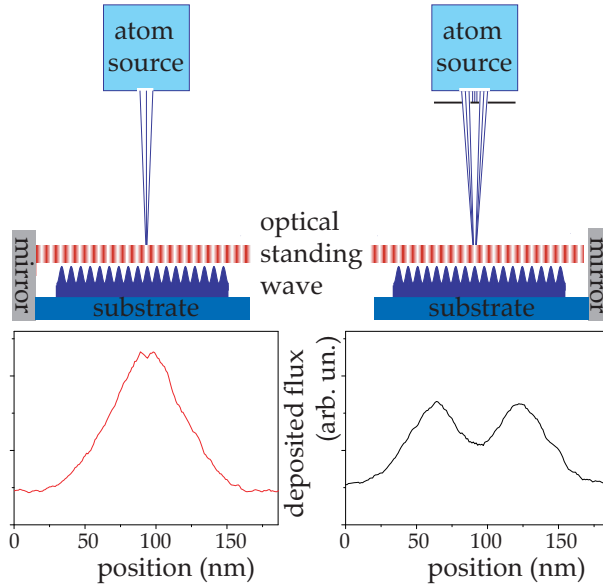 atom
source
atom
source
mirror
optical
standing
wave
mirror
substrate
substrate
deposited flux
(arb. un.)
0
50
100
150
position (nm)
0
50
100
150
position (nm)